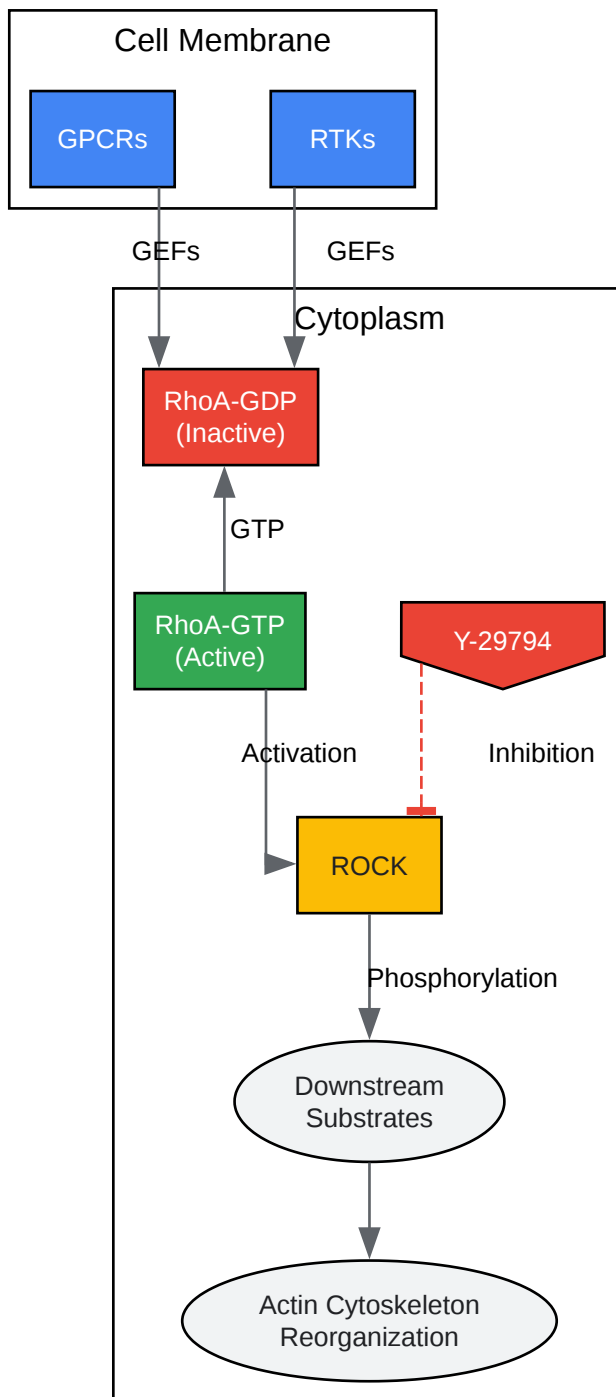 Cell Membrane
GPCRs
RTKs
GEFs
GEFs
Cytoplasm
RhoA-GDP
(Inactive)
GTP
RhoA-GTP
(Active)
Y-29794
Activation
Inhibition
ROCK
Phosphorylation
Downstream
Substrates
Actin Cytoskeleton
Reorganization